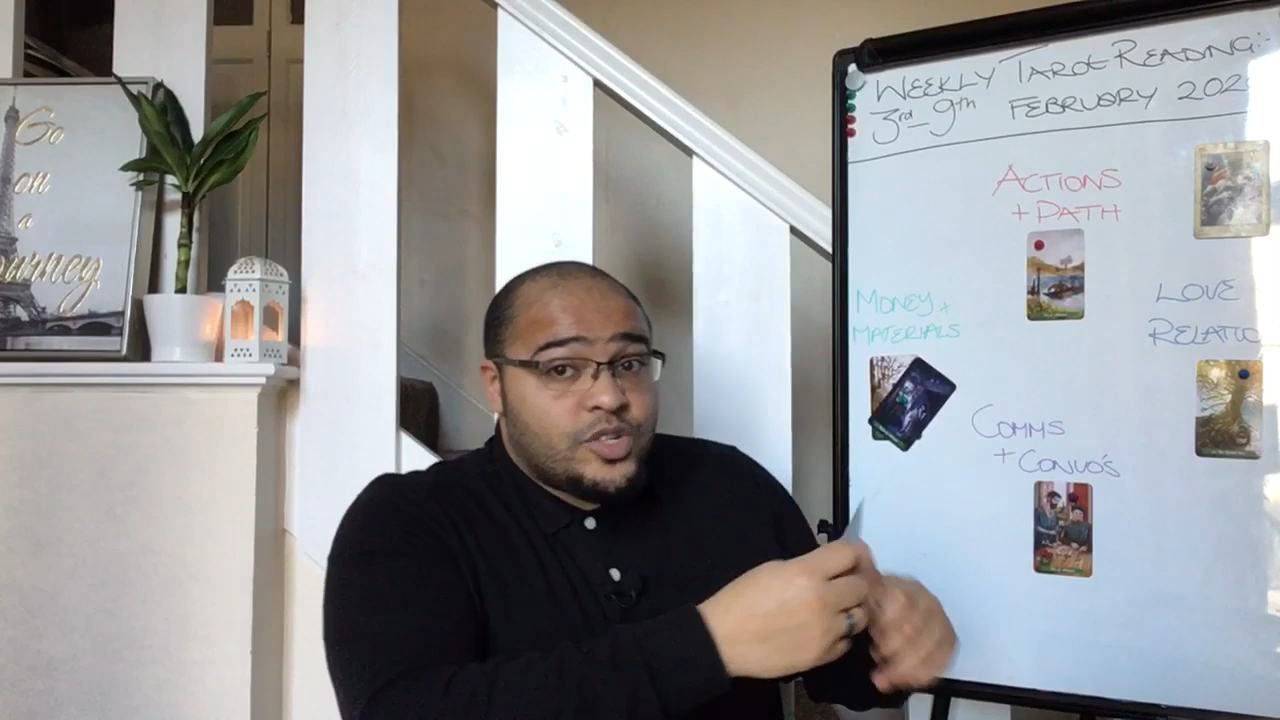 Go
on
a
ourney
WEEKLY TAROT READING:-
3rd-9th FEBRUARY 202
ACTIONS
+ PATH
MONEY +
MATERIALS
LOVE
RELATIO
COMMS
+ CONVO'S